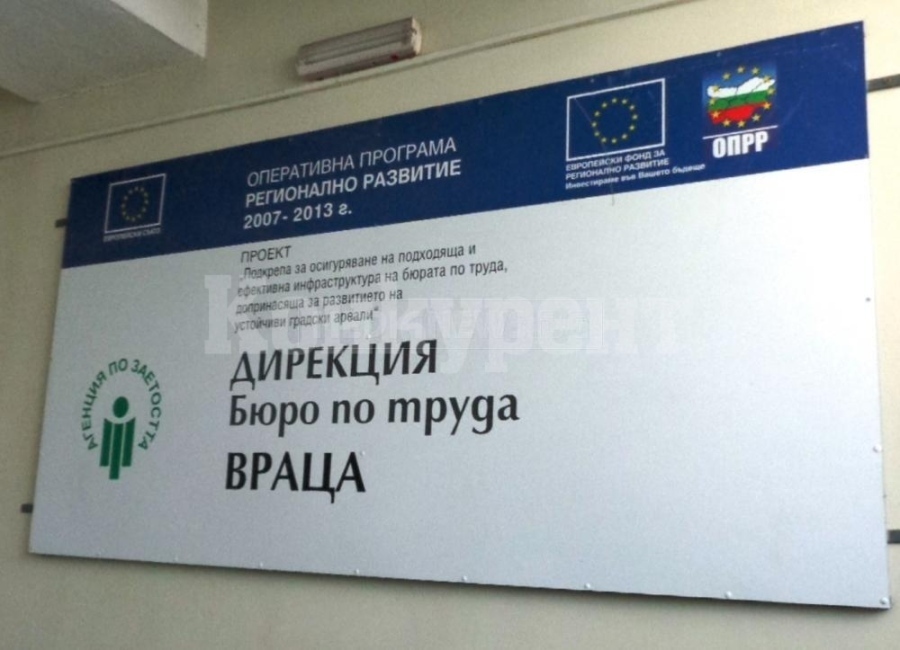 ЕВРОПЕЙСКИ СЪЮЗ
ОПЕРАТИВНА ПРОГРАМА
РЕГИОНАЛНО РАЗВИТИЕ
2007- 2013 г.
ЕВРОПЕЙСКИ ФОНД ЗА
РЕГИОНАЛНО РАЗВИТИЕ
Инвестираме във Вашето бъдеще
ОПРР
ПРОЕКТ
„Подкрепа за осигуряване на подходяща и
ефективна инфраструктура на бюрата по труда,
допринасяща за развитието на
устойчиви градски ареали“
Конкурент
АГЕНЦИЯ ПО ЗАЕТОСТТА
ДИРЕКЦИЯ
Бюро по труда
ВРАЦА